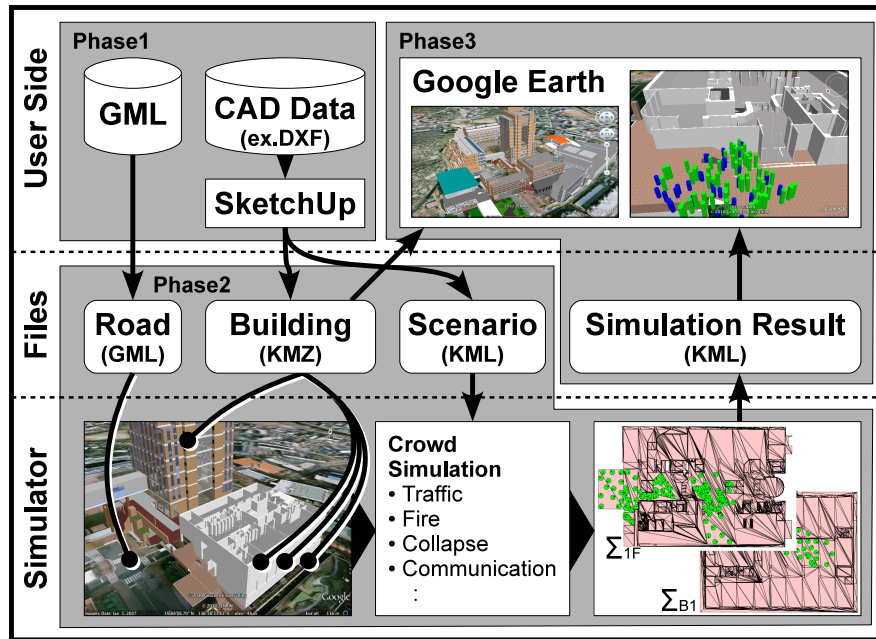 Phase1
Phase3
User Side
GML
CAD Data
(ex.DXF)
SketchUp
Google Earth
Phase2
Files
Road
(GML)
Building
(KMZ)
Scenario
(KML)
Simulation Result
(KML)
Simulator
Google
Crowd
Simulation
• Traffic
• Fire
• Collapse
• Communication
:
Σ1F
ΣB1